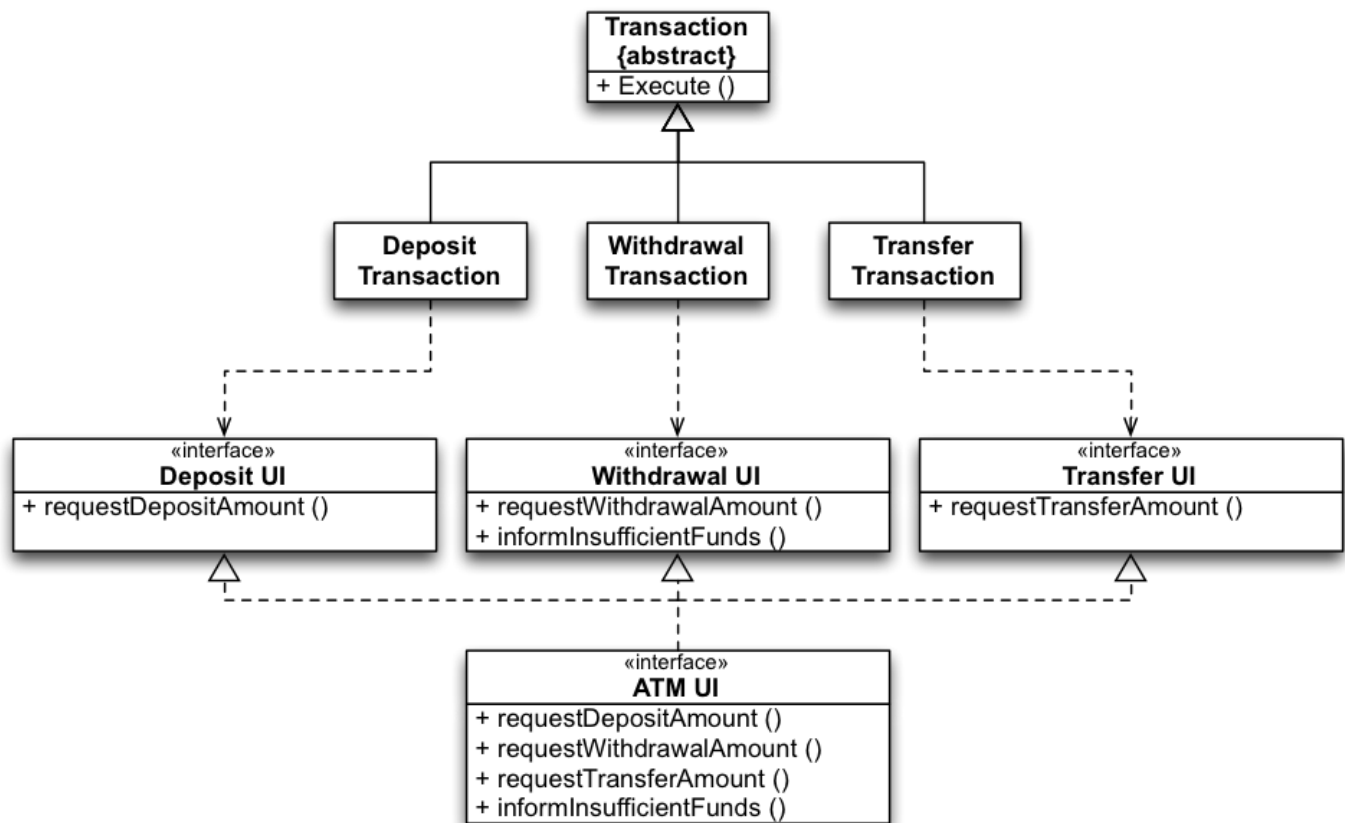 Transaction
{abstract}
+ Execute ()
Deposit
Transaction
Withdrawal
Transaction
Transfer
Transaction
«interface»
Deposit UI
+ requestDepositAmount ()
«interface»
Withdrawal UI
+ requestWithdrawalAmount ()
+ informInsufficientFunds ()
«interface»
Transfer UI
+ requestTransferAmount ()
«interface»
ATM UI
+ requestDepositAmount ()
+ requestWithdrawalAmount ()
+ requestTransferAmount ()
+ informInsufficientFunds ()